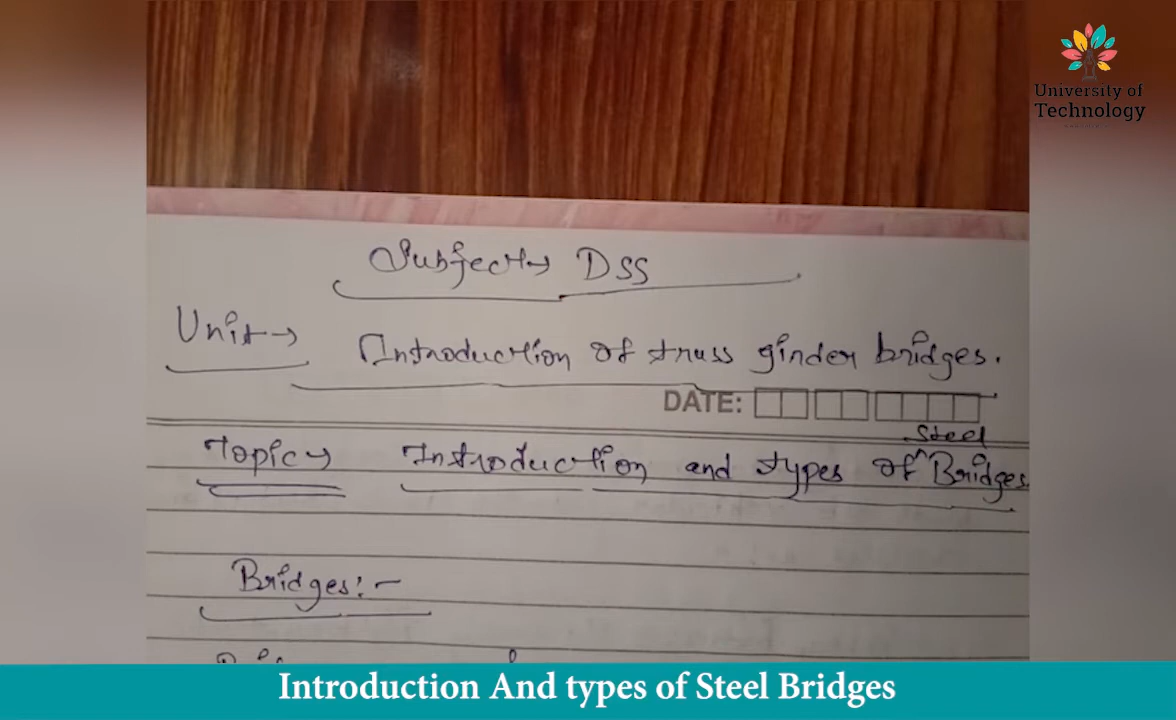 University of
Technology
Subject→ DSS
Unit→ Introduction of truss girder bridges.
DATE:
Steel
Topic→ Introduction and types of ^ Bridges.
Bridges:-
Introduction And types of Steel Bridges